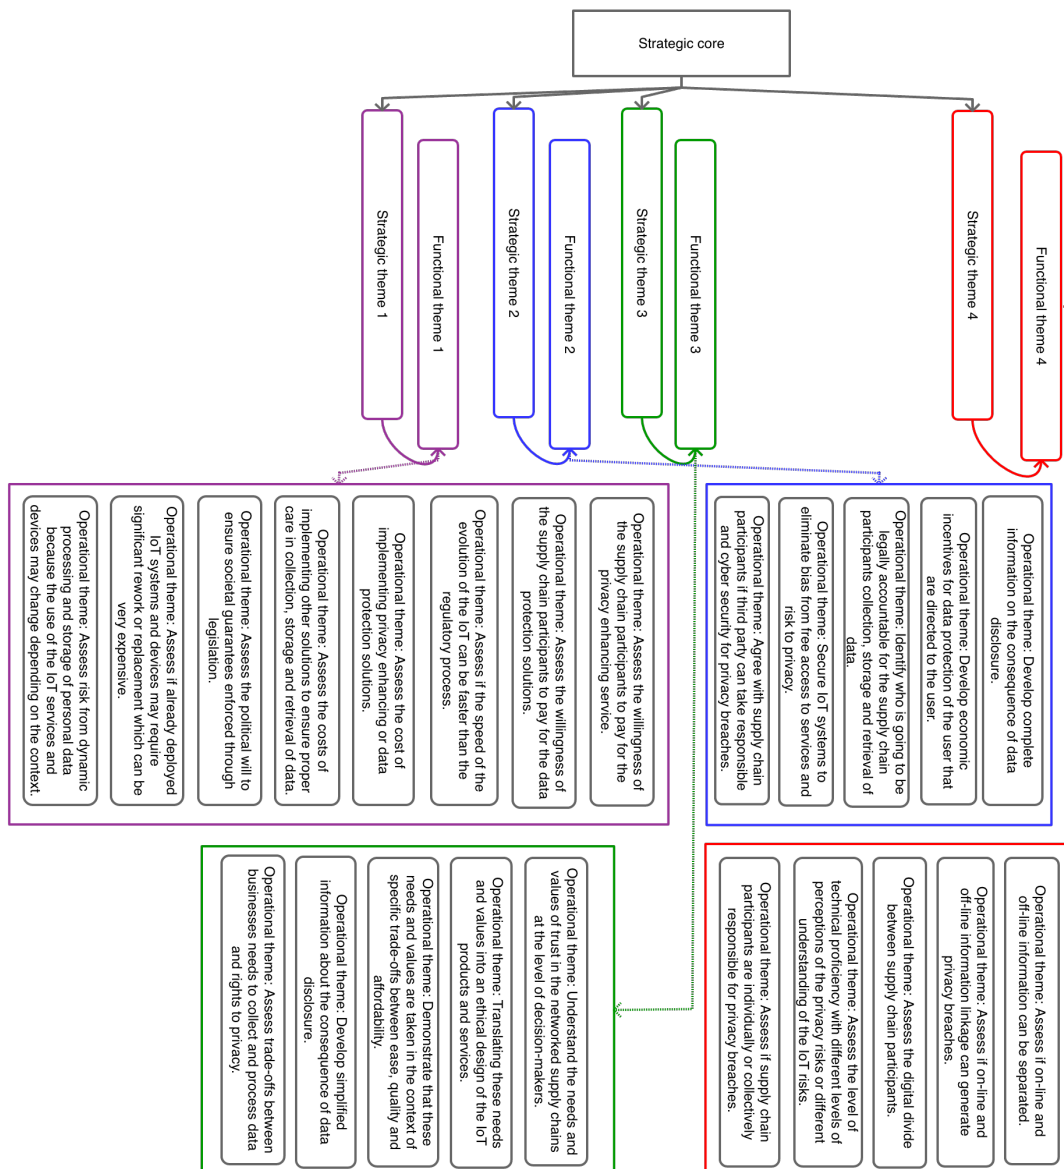 Strategic core
Strategic theme 1
Functional theme 1
Strategic theme 2
Functional theme 2
Strategic theme 3
Functional theme 3
Strategic theme 4
Functional theme 4
Operational theme: Develop complete
information on the consequence of data
disclosure.
Operational theme: Develop economic
incentives for data protection of the user that
are directed to the user.
Operational theme: Identify who is going to be
legally accountable for the supply chain
participants collection, storage and retrieval of
data.
Operational theme: Secure IoT systems to
eliminate bias from free access to services and
risk to privacy.
Operational theme: Agree with supply chain
participants if third party can take responsible
and cyber security for privacy breaches.
Operational theme: Assess the willingness of
the supply chain participants to pay for the
privacy enhancing service.
Operational theme: Assess the willingness of
the supply chain participants to pay for the data
protection solutions.
Operational theme: Assess if the speed of the
evolution of the IoT can be faster than the
regulatory process.
Operational theme: Assess the cost of
implementing privacy enhancing or data
protection solutions.
Operational theme: Assess the costs of
implementing other solutions to ensure proper
care in collection, storage and retrieval of data.
Operational theme: Assess the political will to
ensure societal guarantees enforced through
legislation.
Operational theme: Assess if already deployed
IoT systems and devices may require
significant rework or replacement which can be
very expensive.
Operational theme: Assess risk from dynamic
processing and storage of personal data
because the use of the IoT services and
devices may change depending on the context.
Operational theme: Assess if on-line and
off-line information can be separated.
Operational theme: Assess if on-line and
off-line information linkage can generate
privacy breaches.
Operational theme: Assess the digital divide
between supply chain participants.
Operational theme: Assess the level of
technical proficiency with different levels of
perceptions of the privacy risks or different
understanding of the IoT risks.
Operational theme: Assess if supply chain
participants are individually or collectively
responsible for privacy breaches.
Operational theme: Understand the needs and
values of trust in the networked supply chains
at the level of decision-makers.
Operational theme: Translating these needs
and values into an ethical design of the IoT
products and services.
Operational theme: Demonstrate that these
needs and values are taken in the context of
specific trade-offs between ease, quality and
affordability.
Operational theme: Develop simplified
information about the consequence of data
disclosure.
Operational theme: Assess trade-offs between
businesses needs to collect and process data
and rights to privacy.